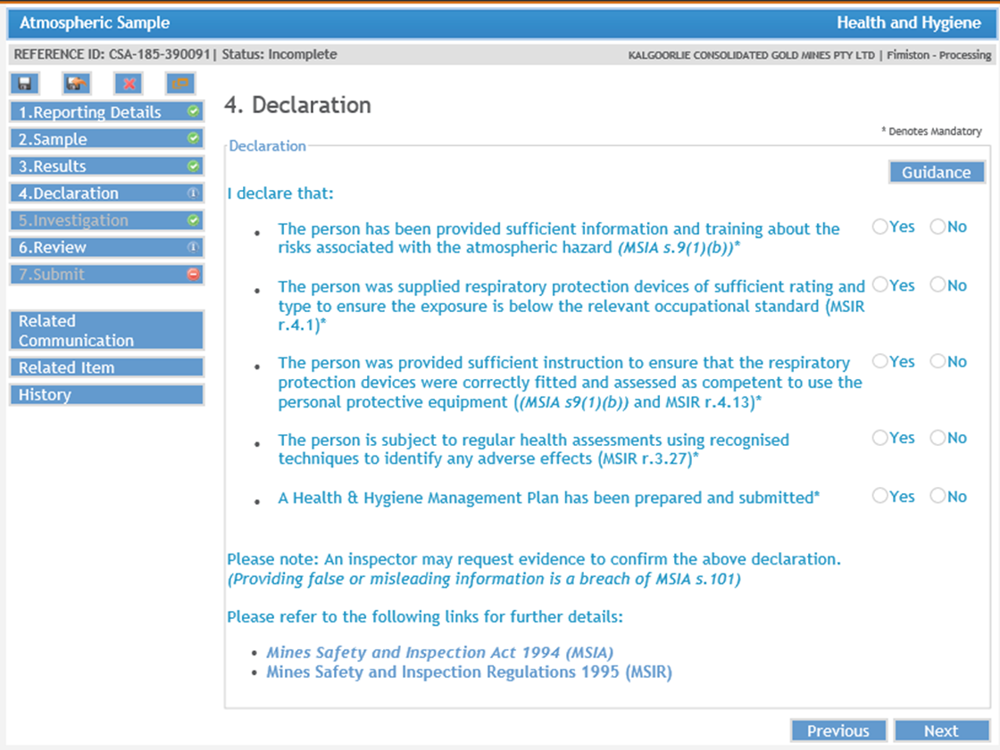 Atmospheric Sample
Health and Hygiene
REFERENCE ID: CSA-185-390091| Status: Incomplete
KALGOORLIE CONSOLIDATED GOLD MINES PTY LTD | Fimiston - Processing
1.Reporting Details
2.Sample
3.Results
4.Declaration
5.Investigation
6.Review
7.Submit
Related
Communication
Related Item
History
4. Declaration
* Denotes Mandatory
Declaration
Guidance
I declare that:
• The person has been provided sufficient information and training about the
risks associated with the atmospheric hazard (MSIA s.9(1)(b))*
Yes No
• The person was supplied respiratory protection devices of sufficient rating and
type to ensure the exposure is below the relevant occupational standard (MSIR
r.4.1)*
Yes No
• The person was provided sufficient instruction to ensure that the respiratory
protection devices were correctly fitted and assessed as competent to use the
personal protective equipment ((MSIA s9(1)(b)) and MSIR r.4.13)*
Yes No
• The person is subject to regular health assessments using recognised
techniques to identify any adverse effects (MSIR r.3.27)*
Yes No
• A Health & Hygiene Management Plan has been prepared and submitted*
Yes No
Please note: An inspector may request evidence to confirm the above declaration.
(Providing false or misleading information is a breach of MSIA s.101)
Please refer to the following links for further details:
• Mines Safety and Inspection Act 1994 (MSIA)
• Mines Safety and Inspection Regulations 1995 (MSIR)
Previous
Next